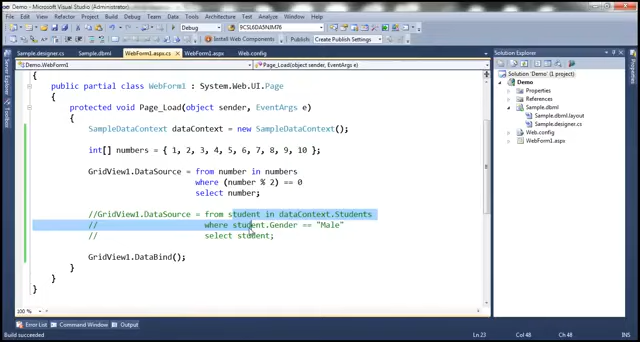 Demo - Microsoft Visual Studio (Administrator)
File Edit View Refactor Project Build Debug Team Data Tools Architecture Test Analyze Window Help
9CSL6DZ15
Sample.designer.cs Sample.dbml WebForm1.aspx.cs WebForm1.aspx Web.config
Demo.WebForm1 Page_Load(object sender, EventArgs e)
{
public partial class WebForm1 : System.Web.UI.Page
{
protected void Page_Load(object sender, EventArgs e)
{
SampleDataContext dataContext = new SampleDataContext();
int[] numbers = { 1, 2, 3, 4, 5, 6, 7, 8, 9, 10 };
GridView1.DataSource = from number in numbers
where (number % 2) == 0
select number;
//GridView1.DataSource = from student in dataContext.Students
// where student.Gender == "Male"
// select student;
GridView1.DataBind();
}
}
}
Server Explorer
Toolbox
Solution 'Demo' (1 project)
Demo
Properties
References
Sample.dbml
Sample.dbml.layout
Sample.designer.cs
Web.config
WebForm1.aspx
Properties
100 %
Error List Command Window Output
Build succeeded
Ln 23 Col 48 Ch 48 INS